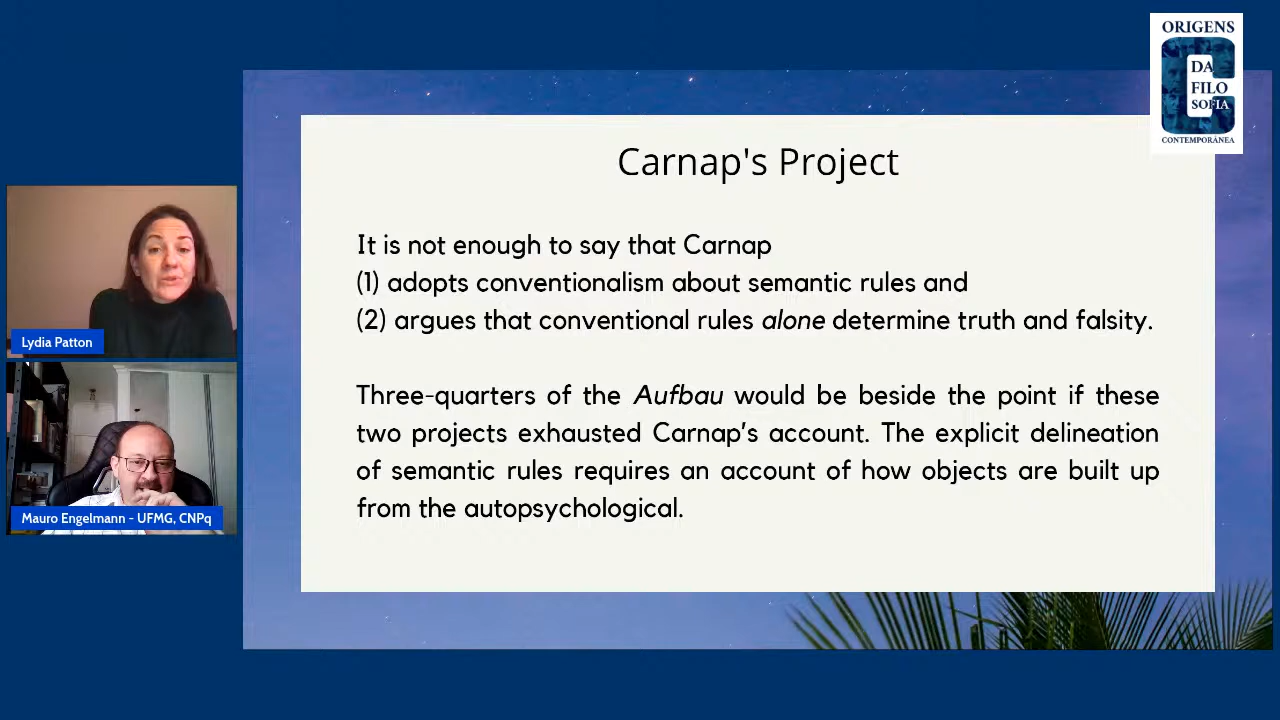 ORIGENS
DA
FILO
SOFIA
CONTEMPORÂNEA
Carnap's Project
It is not enough to say that Carnap
(1) adopts conventionalism about semantic rules and
(2) argues that conventional rules alone determine truth and falsity.
Three-quarters of the Aufbau would be beside the point if these
two projects exhausted Carnap's account. The explicit delineation
of semantic rules requires an account of how objects are built up
from the autopsychological.
Lydia Patton
Mauro Engelmann - UFMG, CNPq